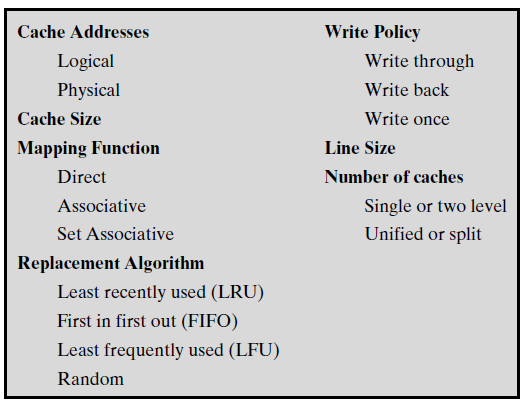 Cache Addresses
Logical
Physical
Cache Size
Mapping Function
Direct
Associative
Set Associative
Replacement Algorithm
Least recently used (LRU)
First in first out (FIFO)
Least frequently used (LFU)
Random
Write Policy
Write through
Write back
Write once
Line Size
Number of caches
Single or two level
Unified or split